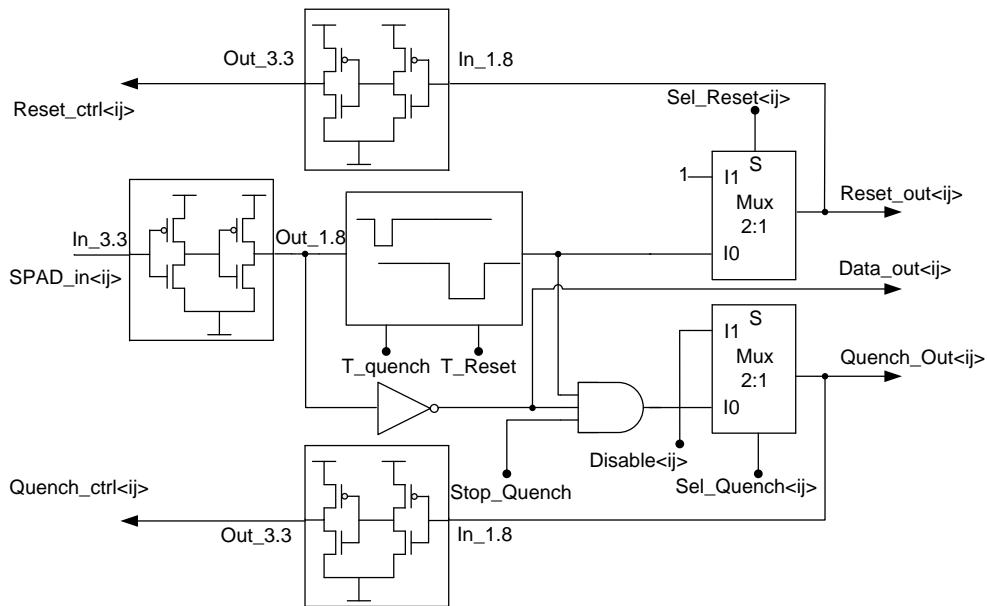 Out_3.3
In_1.8
Reset_ctrl<ij>
Sel_Reset<ij>
S
1
I1
Mux
2:1
I0
Reset_out<ij>
In_3.3
SPAD_in<ij>
Out_1.8
Data_out<ij>
T_quench
T_Reset
S
I1
Mux
2:1
I0
Quench_Out<ij>
Disable<ij>
Stop_Quench
Sel_Quench<ij>
Quench_ctrl<ij>
Out_3.3
In_1.8